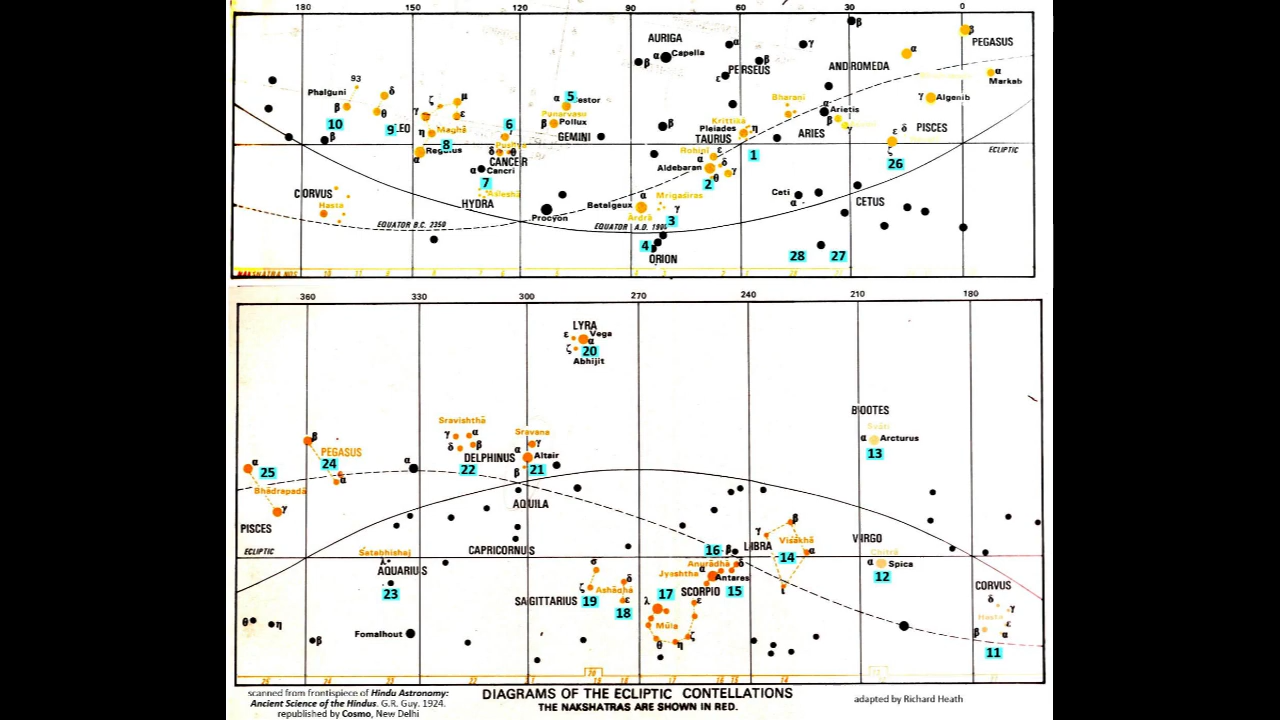 180 150 120 90 60 30 0
AURIGA
α Capella
β
α
γ
β
β
PEGASUS
PERSEUS
ε
ANDROMEDA
α
α
Markab
93
Phalguni
β
δ
θ
10
9
LEO
ζ
μ
γ
ε
η
Maghā
8
Regulus
α
5
α
Punarvasu
β Pollux
GEMINI
6
δ θ
CANCER
α Cancri
7
HYDRA
β
β
Krittikā
Pleiades η
TAURUS
1
Bharani
α
Arietis
β
γ
ARIES
γ Algenib
ε δ PISCES
ζ
26
ECLIPTIC
Rohini
α ε
Aldebaran
δ
γ
θ
2
CORVUS
Hasta
EQUATOR B.C. 2350
Procyon
α
Betelgeux
Ārdrā
Mrigaśiras
γ
3
EQUATOR A.D.
4
ORION
Ceti
α
CETUS
28 27
NAKSHATRA NOS
360 330 300 270 240 210 180
LYRA
ε Vega
α
ζ 20
Abhijit
BOOTES
Svāti
α Arcturus
13
Sravishthā
γ α
δ β
DELPHINUS
22
Sravana
γ
α
Altair
β 21
AQUILA
β
PEGASUS
24
α
α
25
Bhādrapadā
γ
α
PISCES
ECLIPTIC
Satabhishaj
λ
AQUARIUS
23
CAPRICORNUS
θ η
β
Fomalhout
σ
ζ
Ashādhā
δ
ε
SAGITTARIUS 19
18
16 β
LIBRA
Anurādhā δ
Jyeshtha α
Antares
SCORPIO 15
17
λ
ε
Mūla
ζ
θ η
γ
β
Visākhā
14
α
ι
VIRGO
Chitrā
α Spica
12
CORVUS
δ
γ
Hasta
β ε
α
11
scanned from frontispiece of Hindu Astronomy:
Ancient Science of the Hindus. G.R. Guy. 1924.
republished by Cosmo, New Delhi
DIAGRAMS OF THE ECLIPTIC CONTELLATIONS
THE NAKSHATRAS ARE SHOWN IN RED.
adapted by Richard Heath